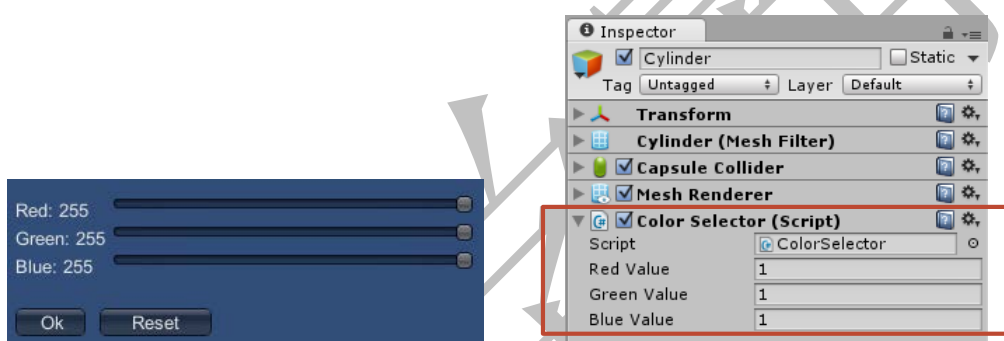 Red: 255
Green: 255
Blue: 255
Ok Reset
Inspector
Cylinder Static
Tag Untagged Layer Default
Transform
Cylinder (Mesh Filter)
Capsule Collider
Mesh Renderer
Color Selector (Script)
Script ColorSelector
Red Value 1
Green Value 1
Blue Value 1